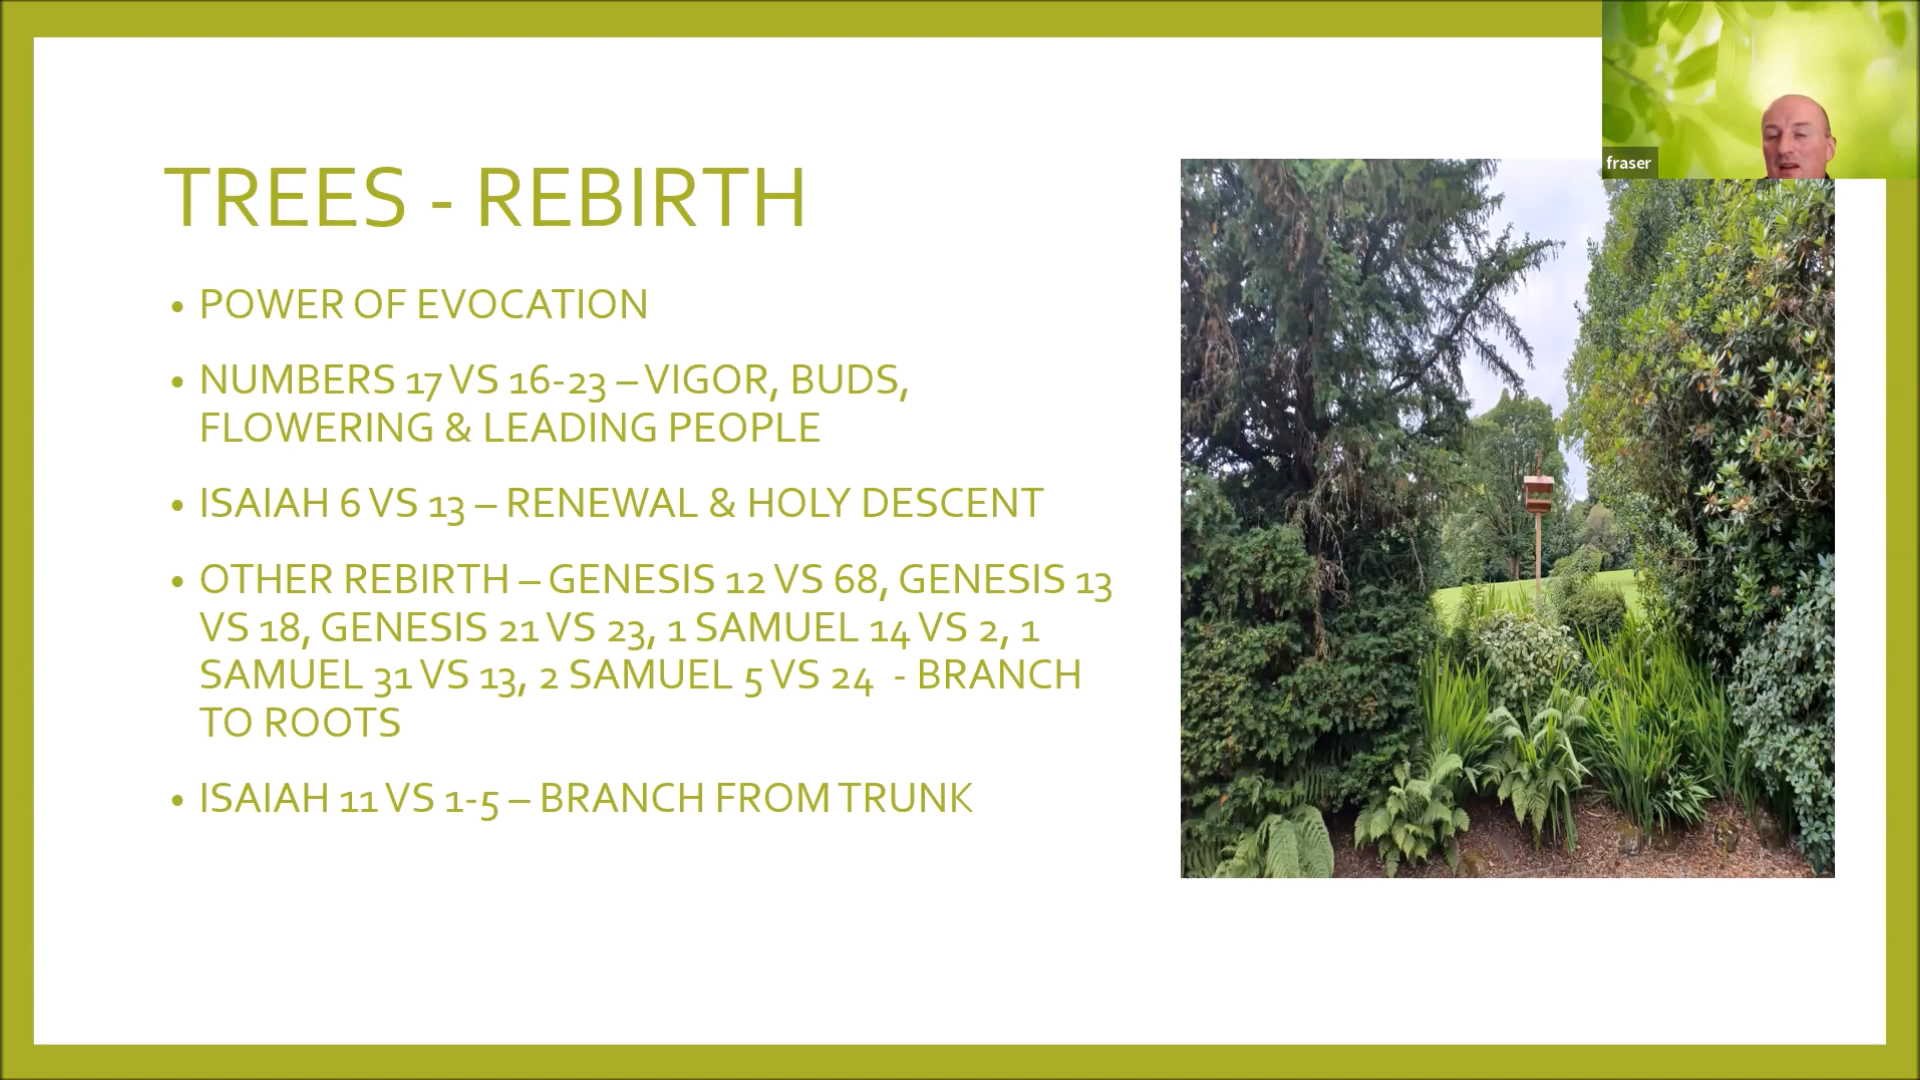 fraser
TREES - REBIRTH
• POWER OF EVOCATION
• NUMBERS 17 VS 16-23 – VIGOR, BUDS,
FLOWERING & LEADING PEOPLE
• ISAIAH 6 VS 13 – RENEWAL & HOLY DESCENT
• OTHER REBIRTH – GENESIS 12 VS 68, GENESIS 13
VS 18, GENESIS 21 VS 23, 1 SAMUEL 14 VS 2, 1
SAMUEL 31 VS 13, 2 SAMUEL 5 VS 24 - BRANCH
TO ROOTS
• ISAIAH 11 VS 1-5 – BRANCH FROM TRUNK